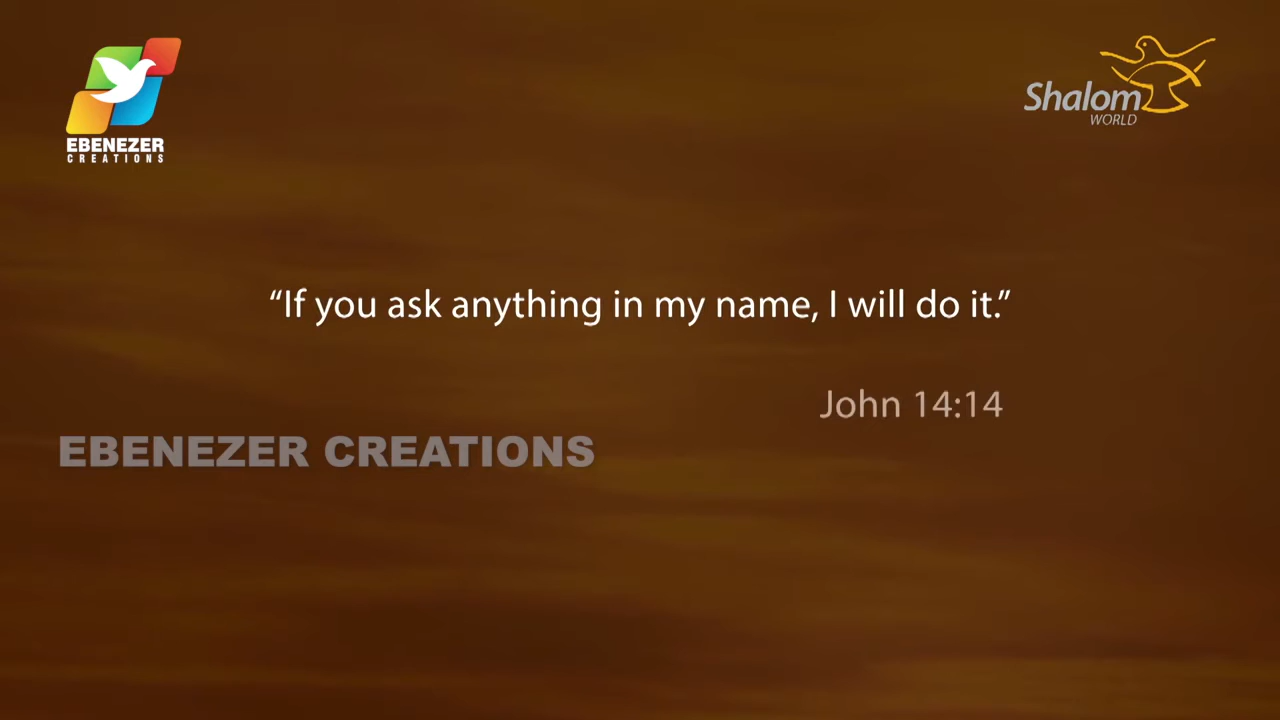 EBENEZER
CREATIONS
Shalom
WORLD
“If you ask anything in my name, I will do it.”
John 14:14
EBENEZER CREATIONS